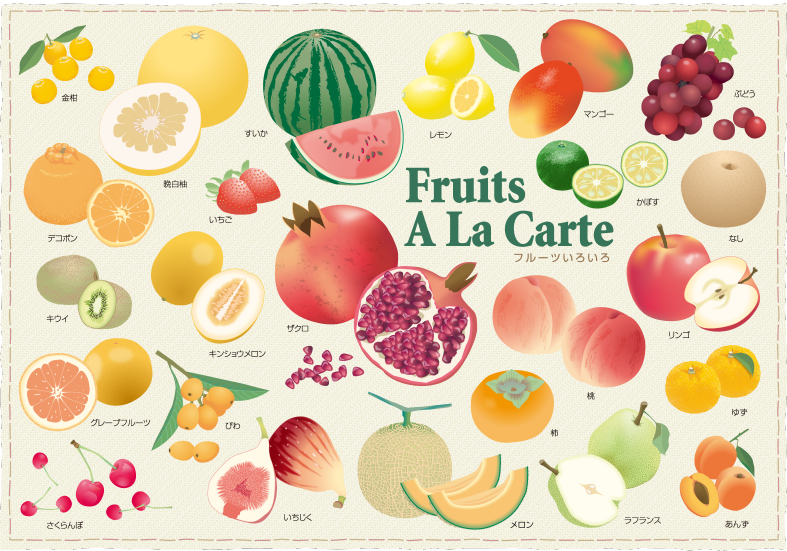 金柑
晩白柚
すいか
レモン
マンゴー
ぶどう
デコポン
いちご
Fruits
A La Carte
フルーツいろいろ
かぼす
なし
キウイ
キンショウメロン
ザクロ
桃
リンゴ
グレープフルーツ
びわ
柿
ゆず
さくらんぼ
いちじく
メロン
ラフランス
あんず